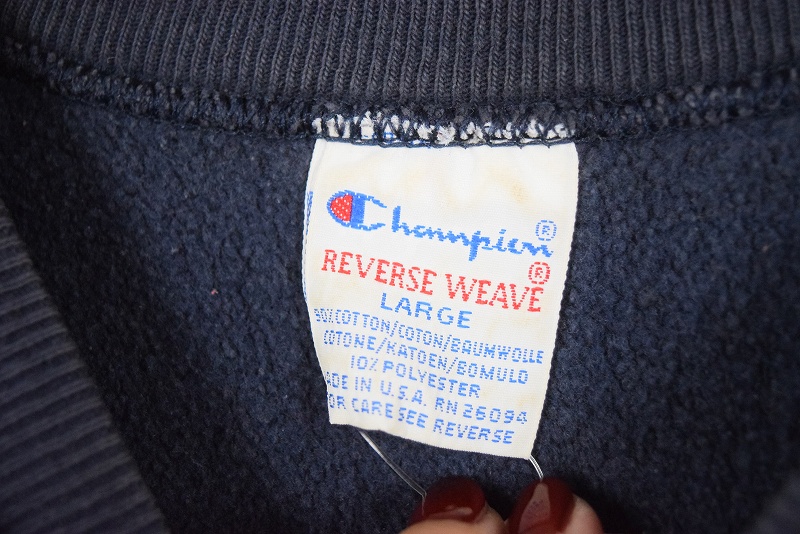 Champion®
REVERSE WEAVE®
LARGE
90% COTTON/COTON/BAUMWOLLE
COTONE/KATOEN/BOMULO
10% POLYESTER
ADE IN U.S.A. RN 26094
OR CARE SEE REVERSE